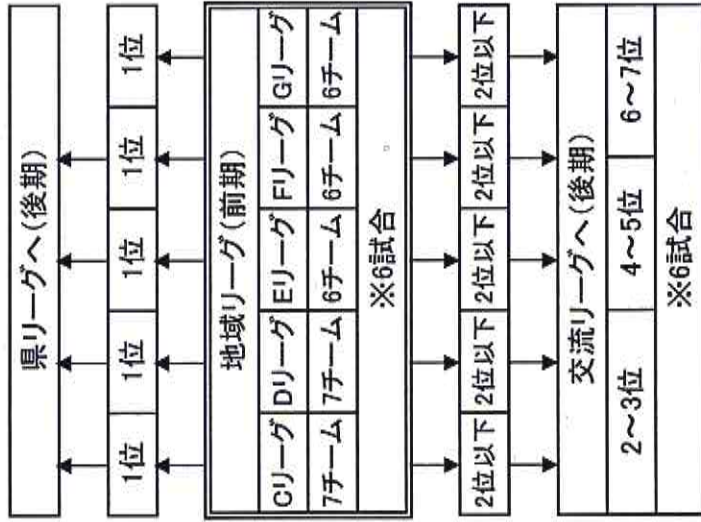 県リーグへ(後期)
1位 1位 1位 1位 1位
地域リーグ(前期)
Cリーグ Dリーグ Eリーグ Fリーグ Gリーグ
7チーム 7チーム 6チーム 6チーム 6チーム
※6試合
2位以下 2位以下 2位以下 2位以下 2位以下
交流リーグへ(後期)
2～3位 4～5位 6～7位
※6試合